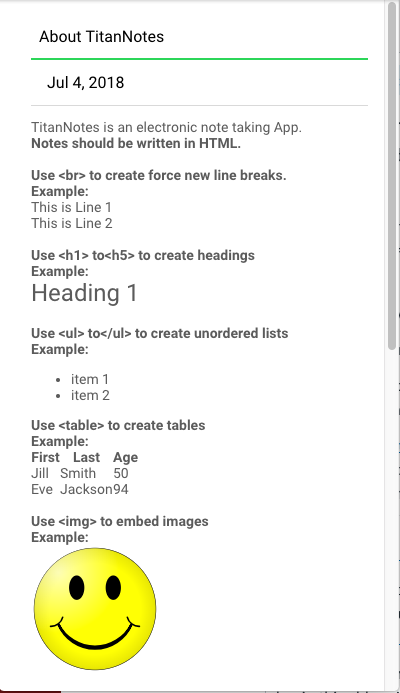 About TitanNotes
Jul 4, 2018
TitanNotes is an electronic note taking App.
Notes should be written in HTML.
Use <br> to create force new line breaks.
Example:
This is Line 1
This is Line 2
Use <h1> to<h5> to create headings
Example:
Heading 1
Use <ul> to</ul> to create unordered lists
Example:
• item 1
• item 2
Use <table> to create tables
Example:
First Last Age
Jill Smith 50
Eve Jackson94
Use <img> to embed images
Example: